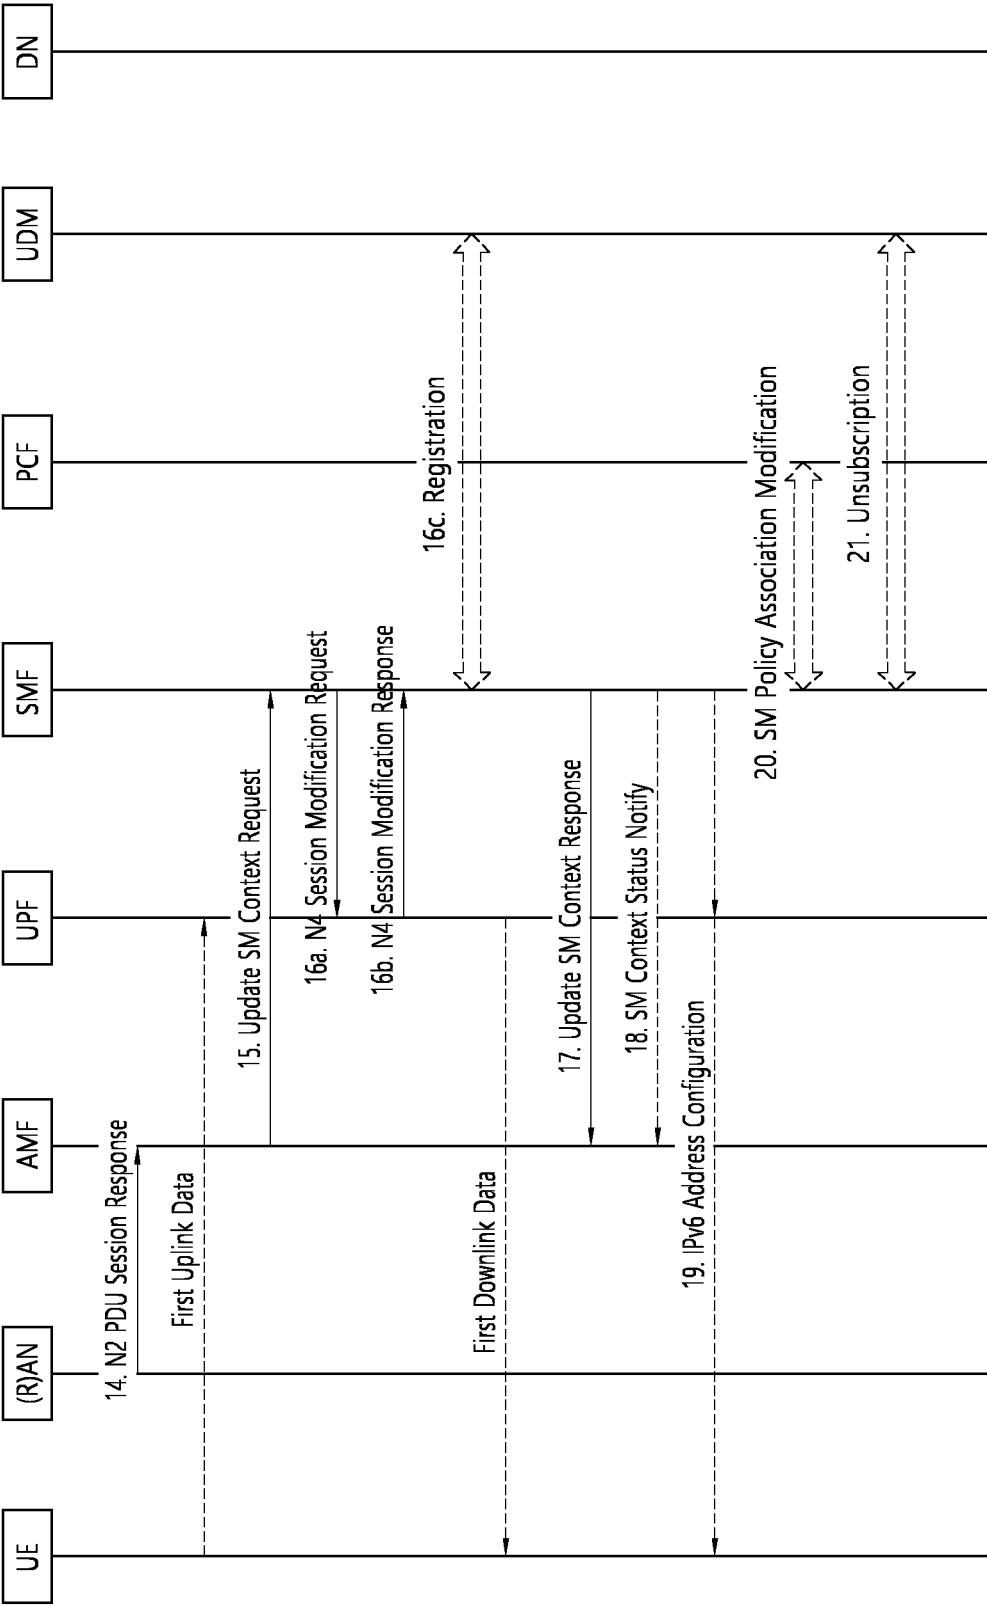 UE
(R)AN
AMF
UPF
SMF
PCF
UDM
DN
14. N2 PDU Session Response
First Uplink Data
15. Update SM Context Request
16a. N4 Session Modification Request
16b. N4 Session Modification Response
16c. Registration
First Downlink Data
17. Update SM Context Response
18. SM Context Status Notify
19. IPv6 Address Configuration
20. SM Policy Association Modification
21. Unsubscription